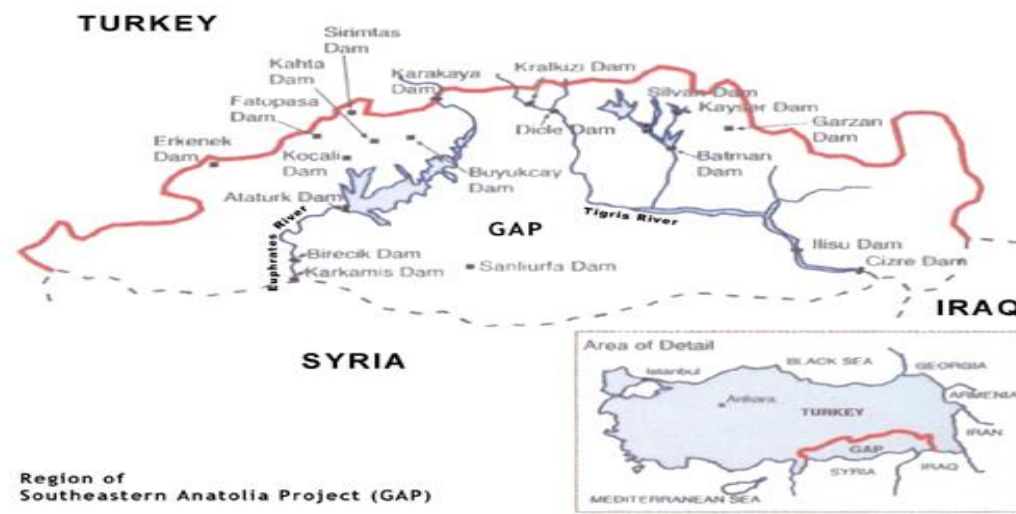 TURKEY
Sirimtas
Dam
Kahta
Dam
Fatopasa
Dam
Erkenek
Dam
Kocali
Dam
Karakaya
Dam
Kralkizi Dam
Silvan Dam
Kayser Dam
Garzan
Dam
Dicle Dam
Batman
Dam
Buyukcay
Dam
Ataturk Dam
Euphrates River
Tigris River
GAP
Birecik Dam
Karkamis Dam
Sanliurfa Dam
Ilisu Dam
Cizre Dam
IRAQ
SYRIA
Area of Detail
BLACK SEA
GEORGIA
Istanbul
ARMENIA
Ankara
TURKEY
IRAN
GAP
SYRIA
IRAQ
MEDITERRANEAN SEA
Region of
Southeastern Anatolia Project (GAP)